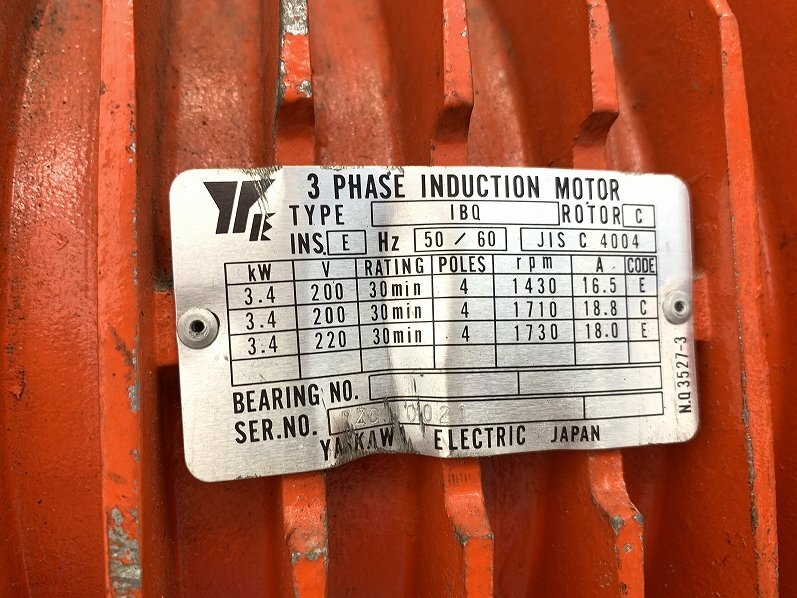 3 PHASE INDUCTION MOTOR
TYPE IBQ ROTOR C
INS. E Hz 50 / 60 JIS C 4004
kW V RATING POLES rpm A CODE
3.4 200 30min 4 1430 16.5 E
3.4 200 30min 4 1710 18.8 C
3.4 220 30min 4 1730 18.0 E
BEARING NO.
SER.NO.
ELECTRIC JAPAN
N.Q 3527-3